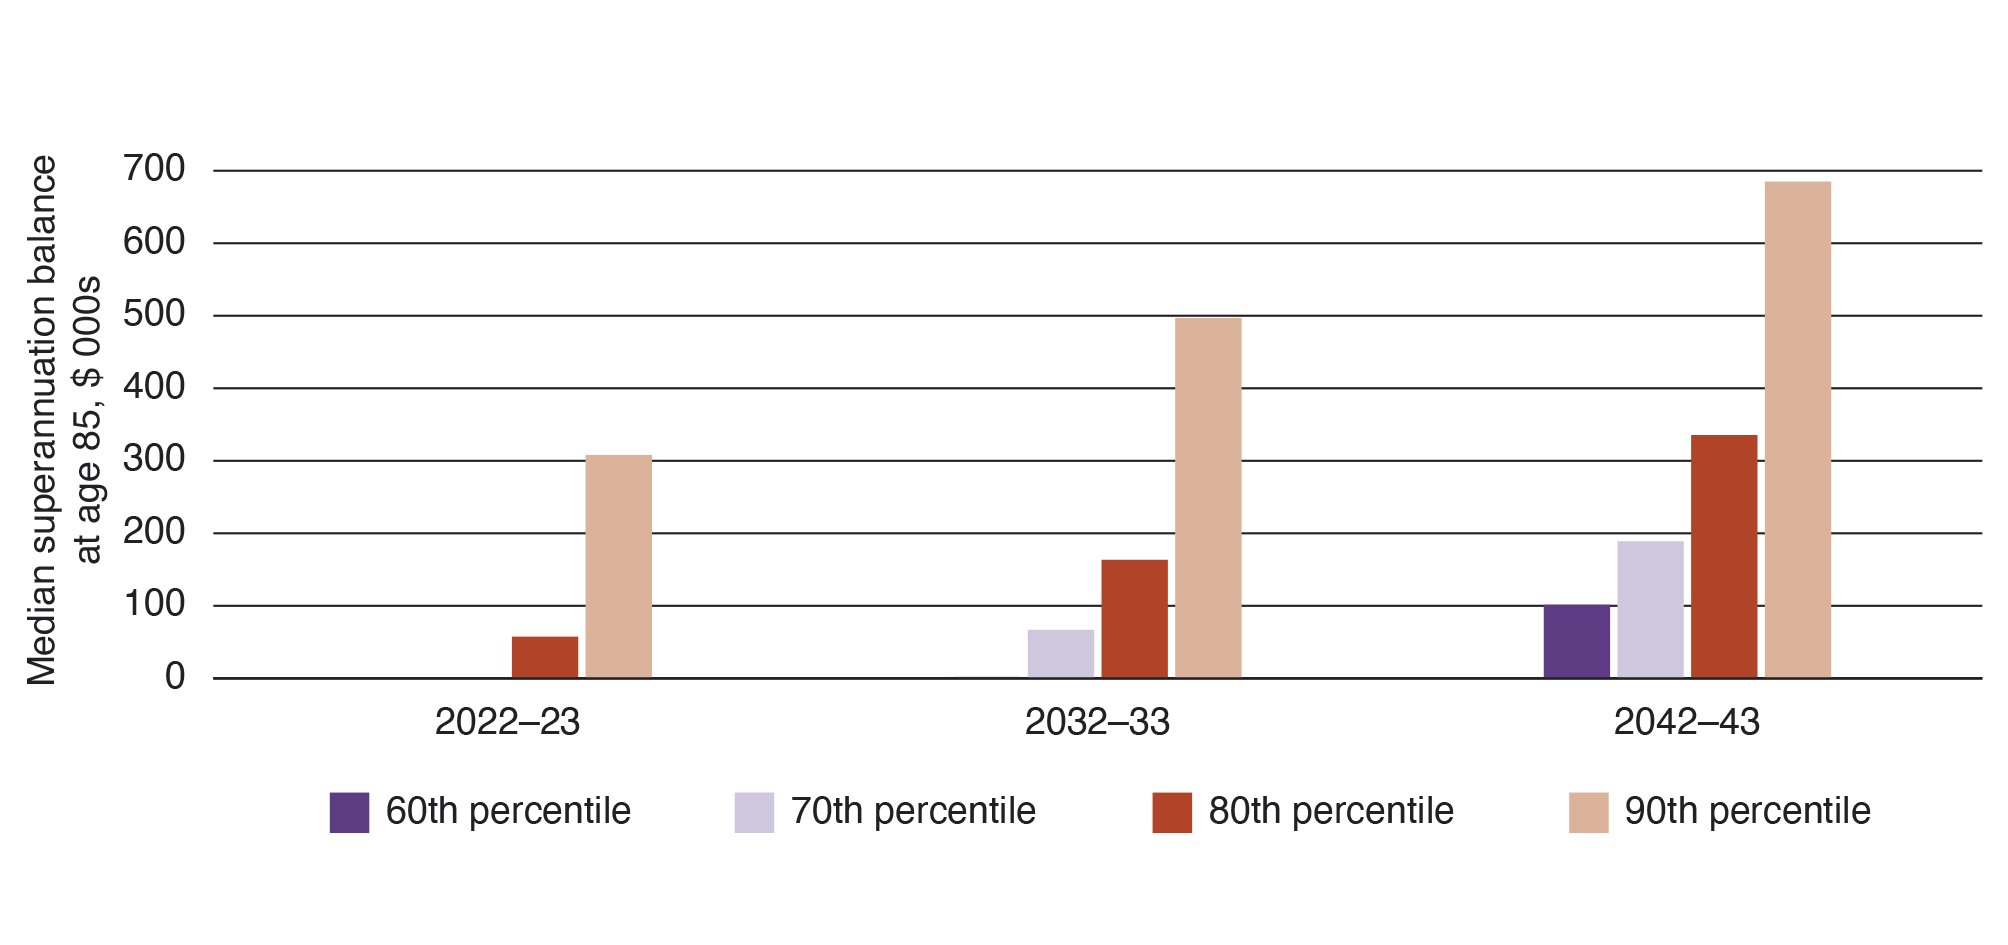 Median superannuation balance
at age 85, $ 000s
700
600
500
400
300
200
100
0
2022–23
2032–33
2042–43
60th percentile
70th percentile
80th percentile
90th percentile